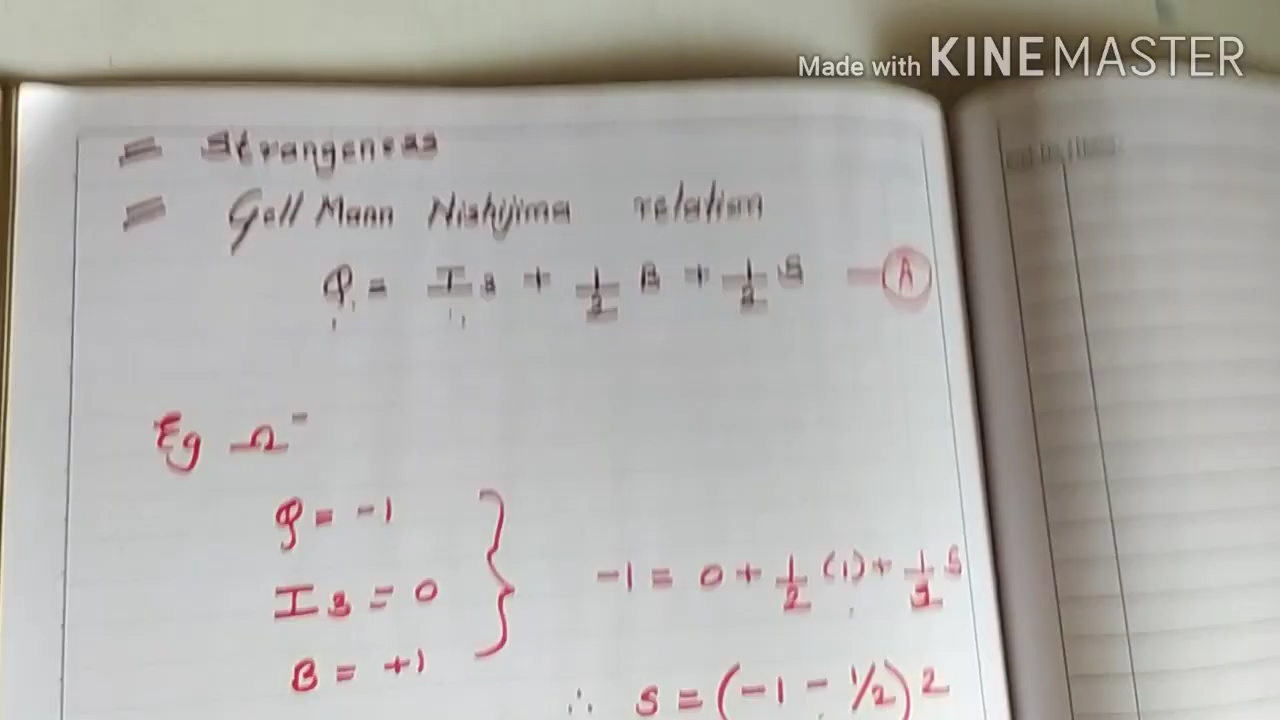 Made with KINEMASTER
= Strangeness
= Gell Mann Nishijima relation
Q = I3 + 1/2 B + 1/2 S — A
Eg Ω⁻
Q = -1
I3 = 0
B = +1
-1 = 0 + 1/2 (1) + 1/2 S
∴ S = (-1 - 1/2) 2